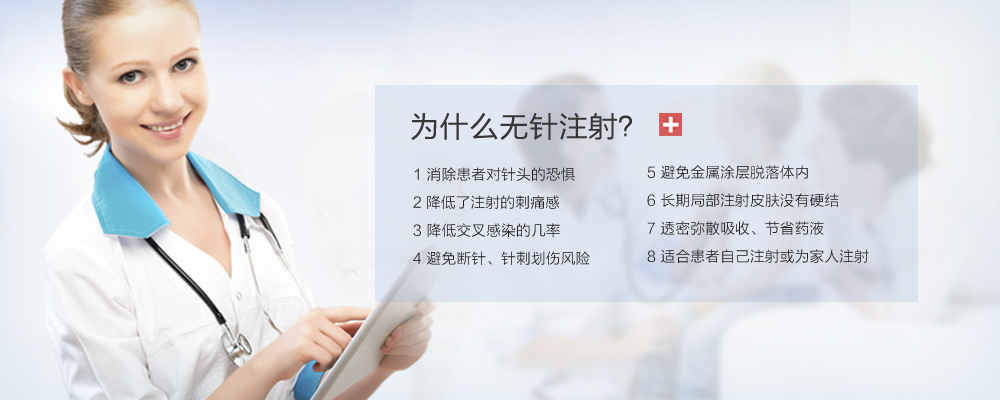 为什么无针注射?
1 消除患者对针头的恐惧
2 降低了注射的刺痛感
3 降低交叉感染的几率
4 避免断针、针刺划伤风险
5 避免金属涂层脱落体内
6 长期局部注射皮肤没有硬结
7 透密弥散吸收、节省药液
8 适合患者自己注射或为家人注射